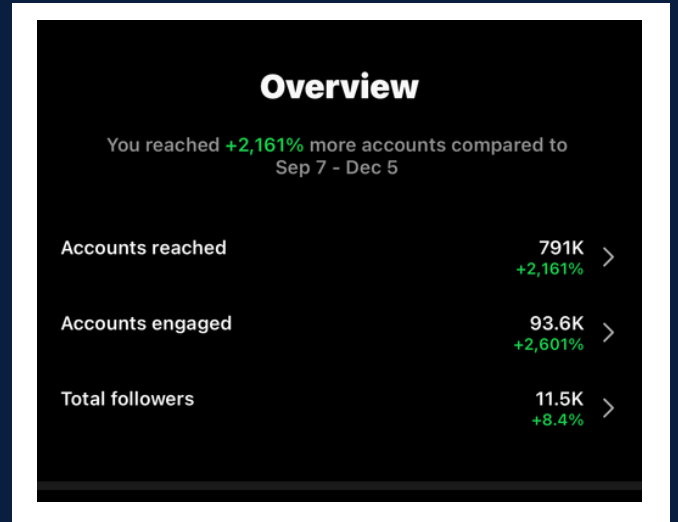 Overview
You reached +2,161% more accounts compared to
Sep 7 - Dec 5
Accounts reached
791K
+2,161%
Accounts engaged
93.6K
+2,601%
Total followers
11.5K
+8.4%